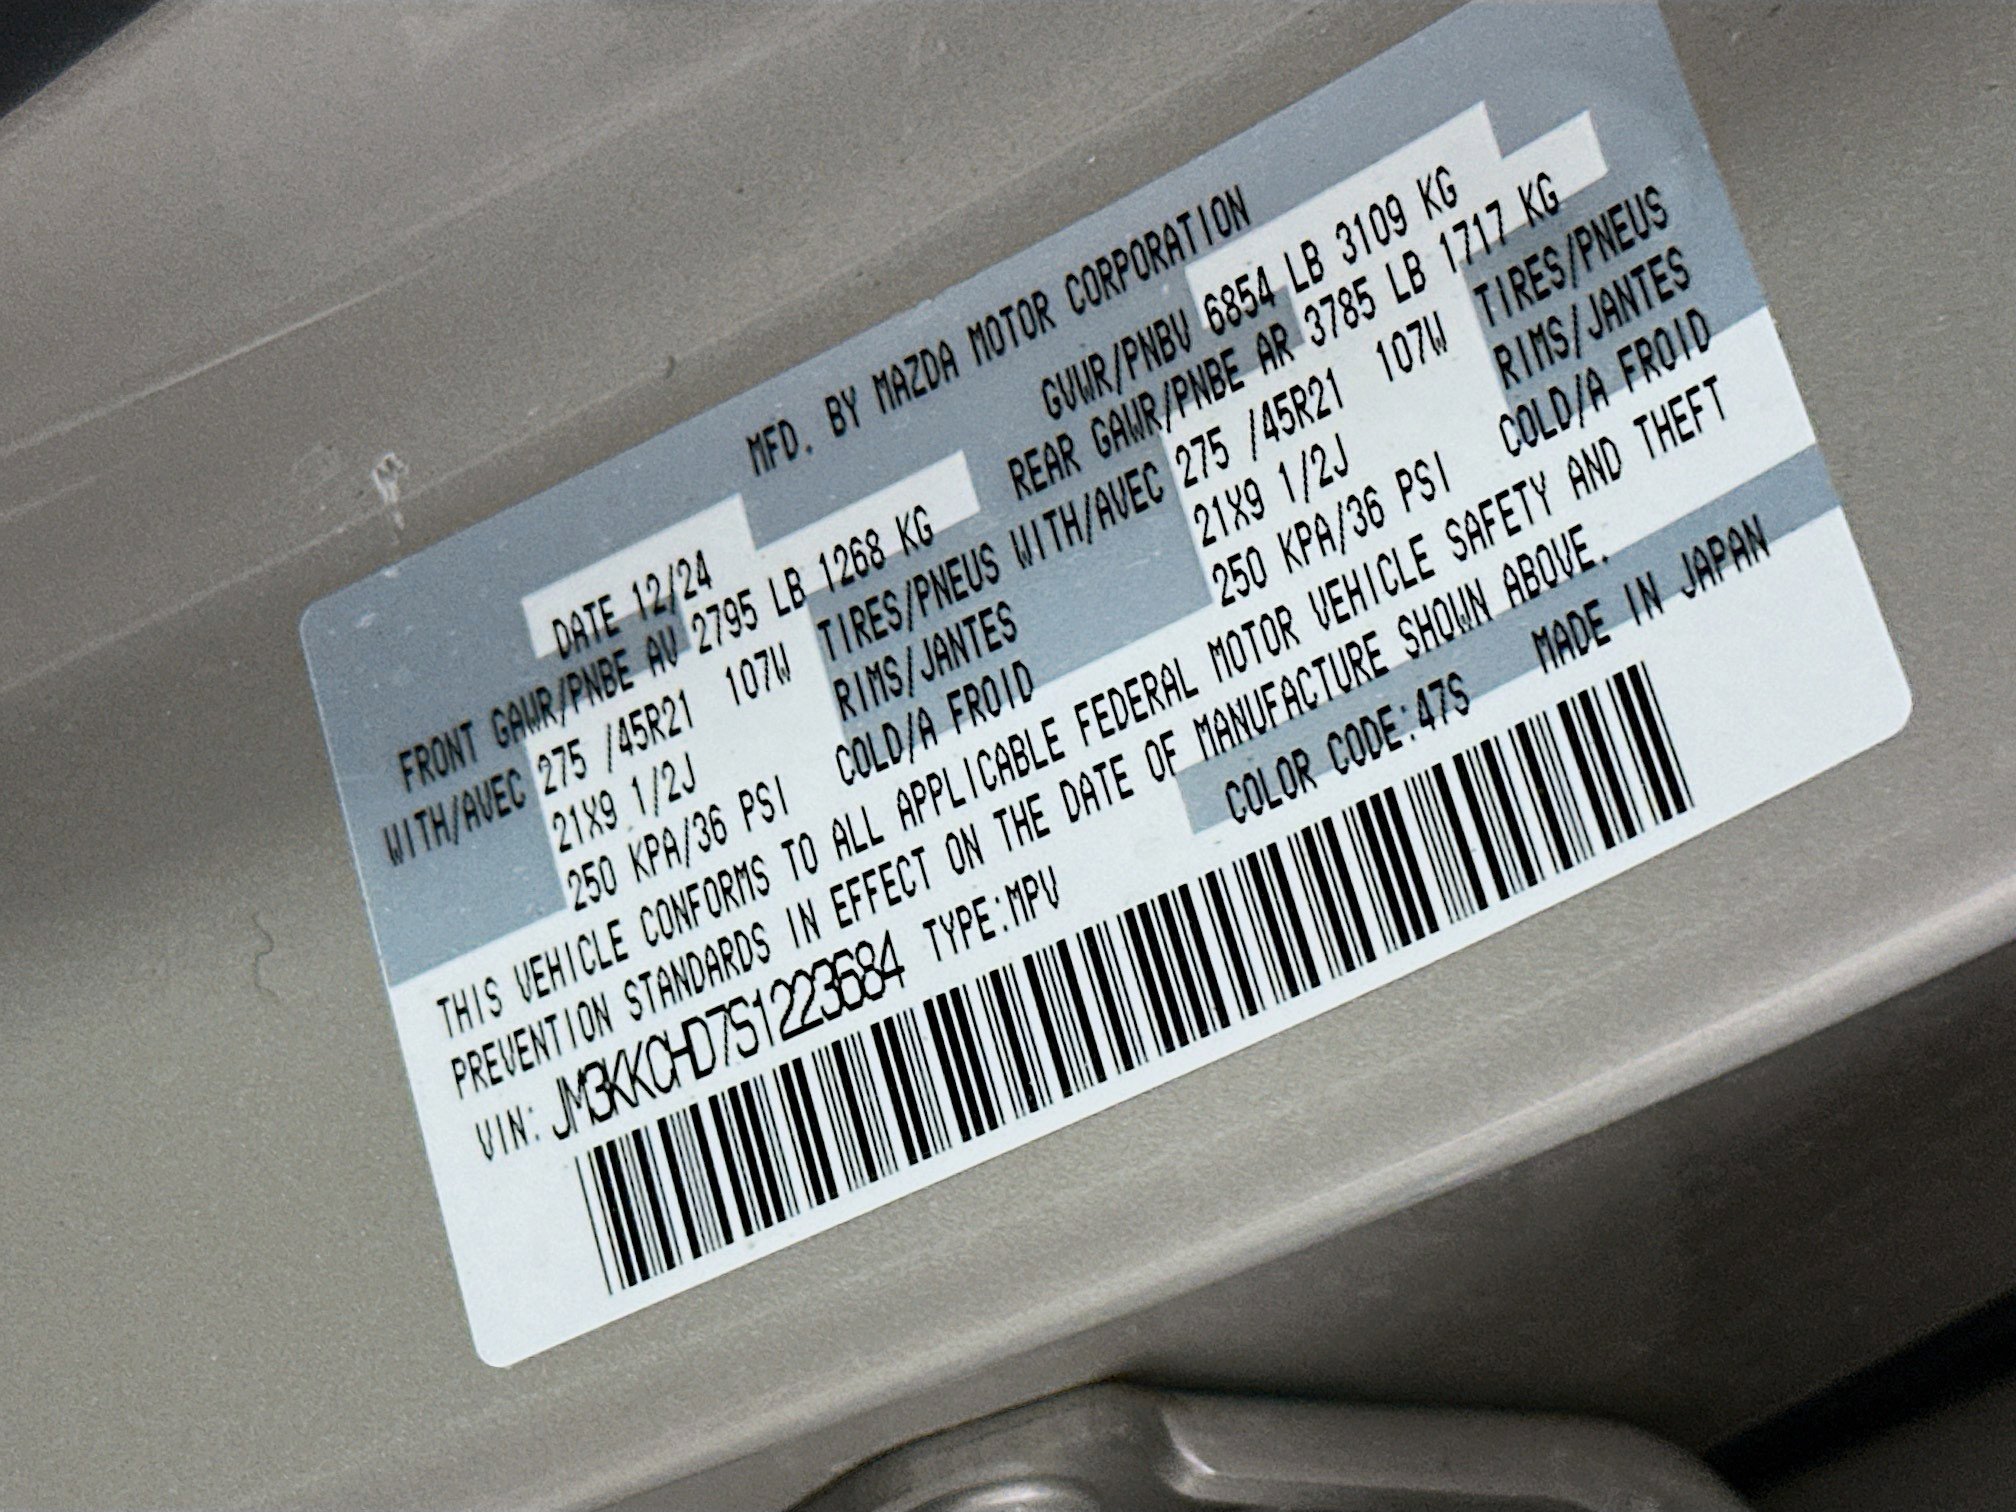 MFD. BY MAZDA MOTOR CORPORATION
DATE 12/24 GVWR/PNBV 6854 LB 3109 KG
FRONT GAWR/PNBE AV 2795 LB 1268 KG REAR GAWR/PNBE AR 3785 LB 1717 KG
WITH/AVEC 275 /45R21 107W TIRES/PNEUS WITH/AVEC 275 /45R21 107W TIRES/PNEUS
21X9 1/2J RIMS/JANTES 21X9 1/2J RIMS/JANTES
250 KPA/36 PSI COLD/A FROID 250 KPA/36 PSI COLD/A FROID
THIS VEHICLE CONFORMS TO ALL APPLICABLE FEDERAL MOTOR VEHICLE SAFETY AND THEFT
PREVENTION STANDARDS IN EFFECT ON THE DATE OF MANUFACTURE SHOWN ABOVE.
VIN: JM3KKCHD7S1223684 TYPE:MPV COLOR CODE:47S MADE IN JAPAN